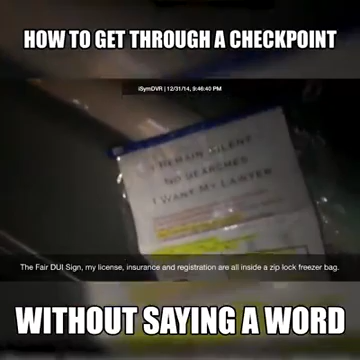 HOW TO GET THROUGH A CHECKPOINT
iSymDVR | 12/31/14, 9:46:40 PM
I REMAIN SILENT
NO SEARCHES
I WANT MY LAWYER
The Fair DUI Sign, my license, insurance and registration are all inside a zip lock freezer bag.
WITHOUT SAYING A WORD